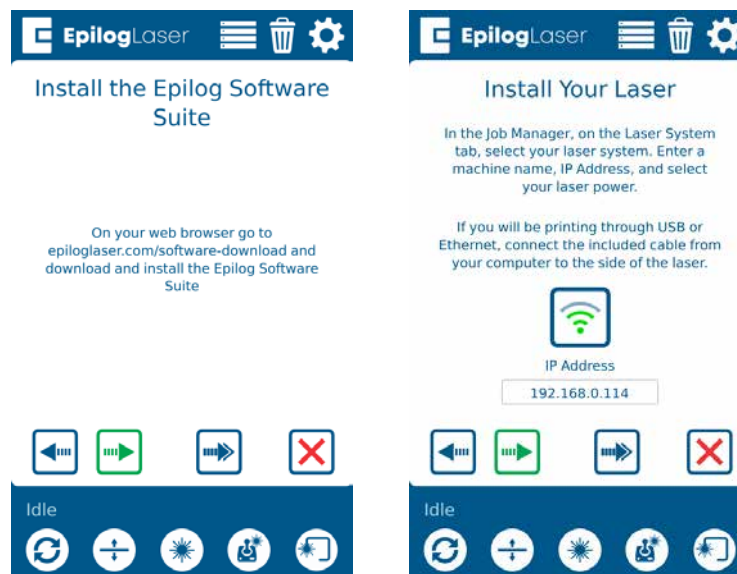 EpilogLaser
Install the Epilog Software
Suite
On your web browser go to
epiloglaser.com/software-download and
download and install the Epilog Software
Suite
Idle
EpilogLaser
Install Your Laser
In the Job Manager, on the Laser System
tab, select your laser system. Enter a
machine name, IP Address, and select
your laser power.
If you will be printing through USB or
Ethernet, connect the included cable from
your computer to the side of the laser.
IP Address
192.168.0.114
Idle